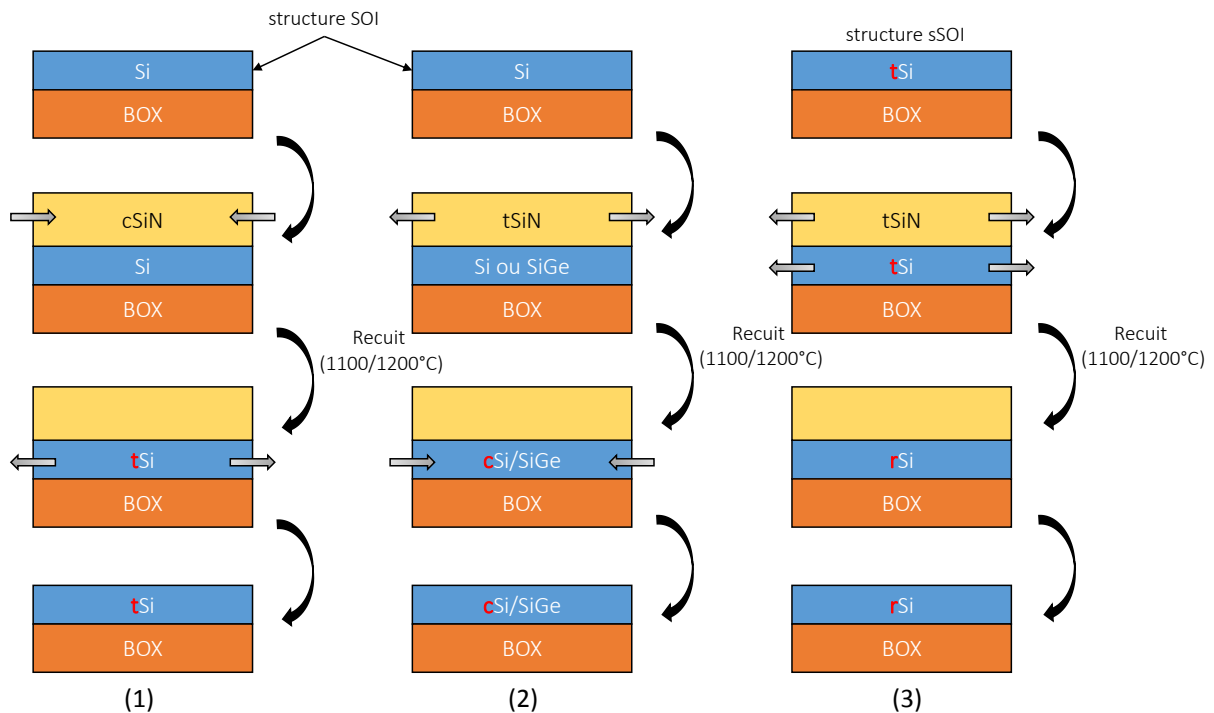 structure SOI
structure sSOI
Si
BOX
Si
BOX
tSi
BOX
cSiN
Si
BOX
tSiN
Si ou SiGe
BOX
tSiN
tSi
BOX
Recuit
(1100/1200°C)
Recuit
(1100/1200°C)
Recuit
(1100/1200°C)
tSi
BOX
cSi/SiGe
BOX
rSi
BOX
tSi
BOX
cSi/SiGe
BOX
rSi
BOX
(1)
(2)
(3)